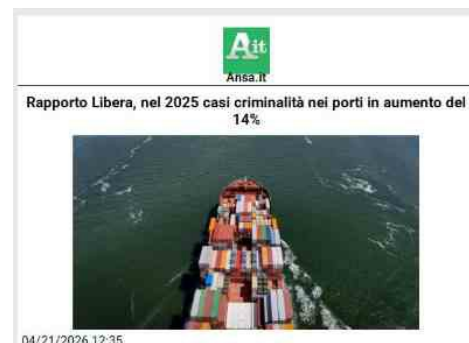 Ait
Ansa.it
Rapporto Libera, nel 2025 casi criminalità nei porti in aumento del
14%
04/21/2026 12:35